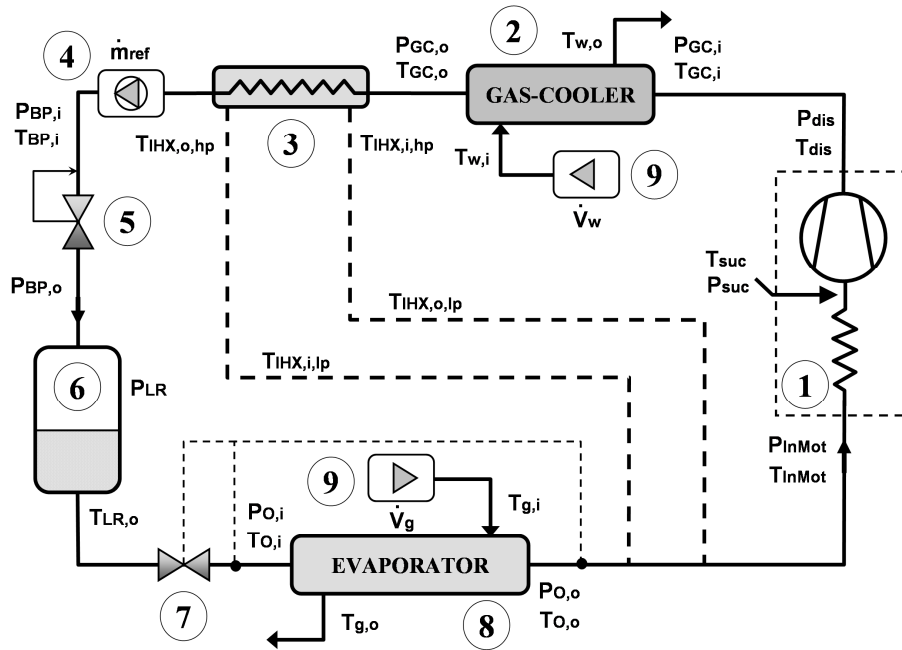 2
4
ṁref
PGC,o
TGC,o
Tw,o
PGC,i
TGC,i
GAS-COOLER
PBP,i
TBP,i
TIHX,o,hp
3
TIHX,i,hp
Tw,i
9
V̇w
Pdis
Tdis
5
Tsuc
Psuc
PBP,o
TIHX,o,lp
TIHX,i,lp
6
PLR
1
PInMot
TInMot
9
V̇g
Tg,i
TLR,o
PO,i
TO,i
EVAPORATOR
PO,o
TO,o
7
Tg,o
8